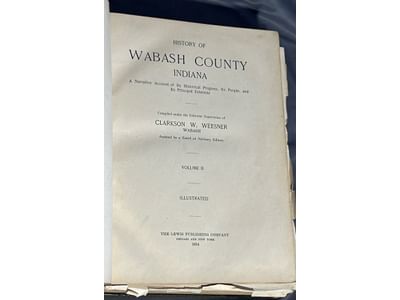 HISTORY OF
WABASH COUNTY
INDIANA
A Narrative Account of Its Historical Progress, Its People, and
Its Principal Interests
Compiled under the Editorial Supervision of
CLARKSON W. WEESNER
WABASH
Assisted by a Board of Advisory Editors
VOLUME II
ILLUSTRATED
THE LEWIS PUBLISHING COMPANY
CHICAGO AND NEW YORK
1914